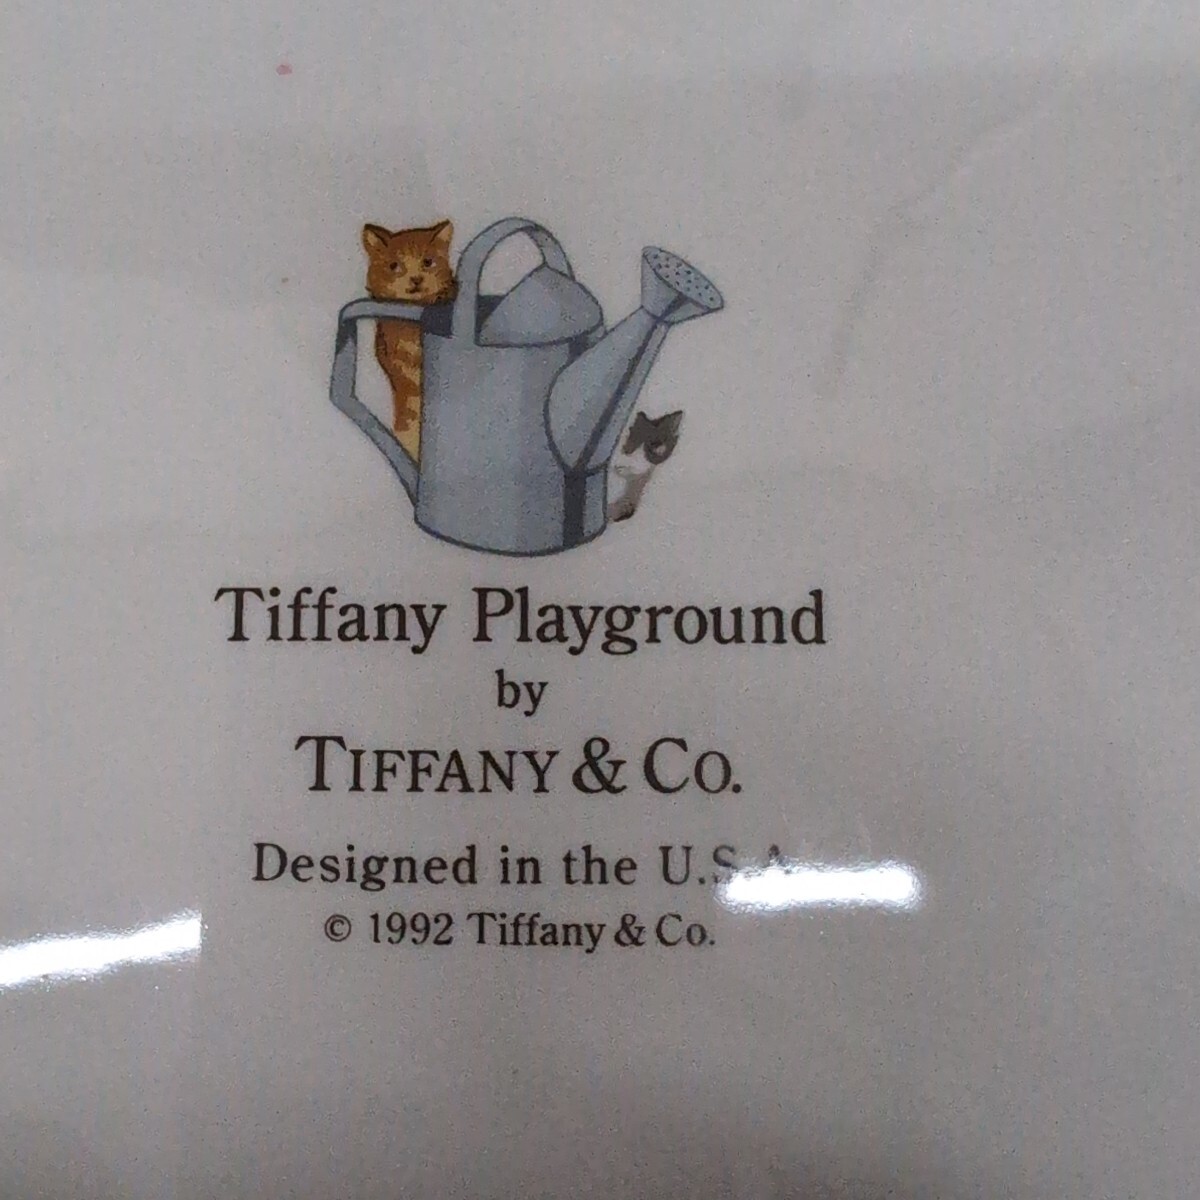 Tiffany Playground
by
TIFFANY & CO.
Designed in the U.S.A.
© 1992 Tiffany & Co.